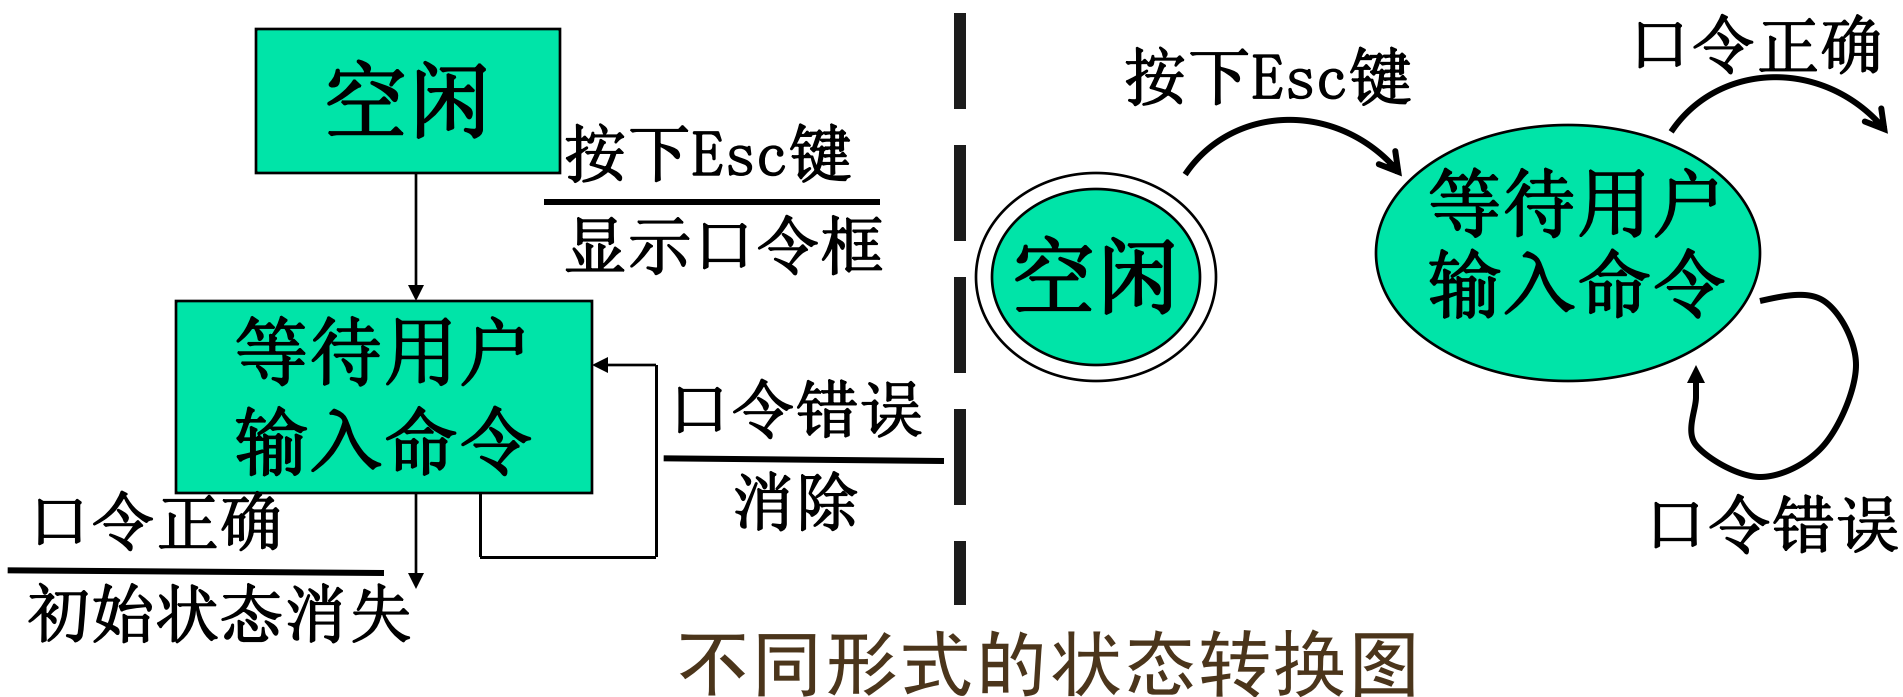 空闲
按下Esc键
显示口令框
等待用户
输入命令
口令错误
消除
口令正确
初始状态消失
按下Esc键
口令正确
空闲
等待用户
输入命令
口令错误
不同形式的状态转换图